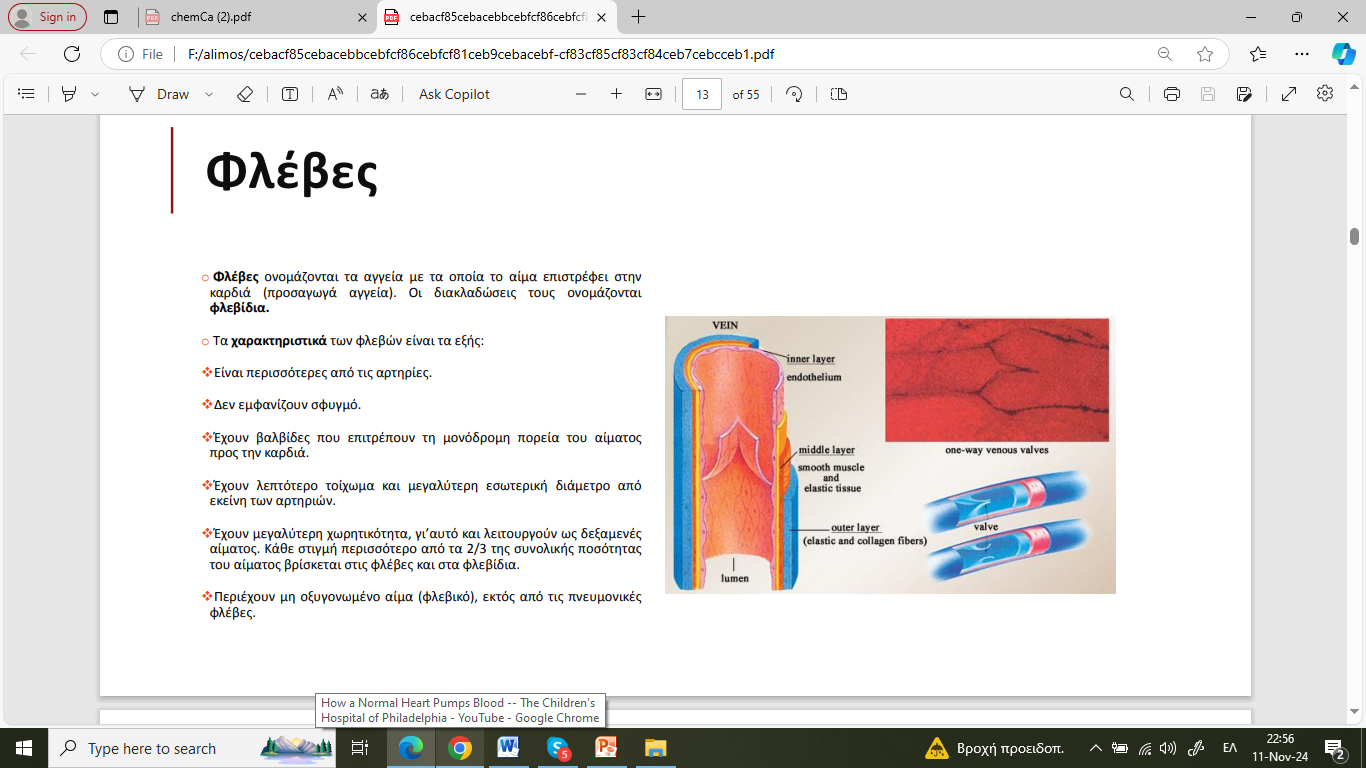 Sign in
chemCa (2).pdf
cebacf85cebacebbcebfcf86cebfcf8
File
F:/alimos/cebacf85cebacebbcebfcf86cebfcf81ceb9cebacebf-cf83cf85cf83cf84ceb7cebcceb1.pdf
Draw
Ask Copilot
13
of 55
Φλέβες
Φλέβες ονομάζονται τα αγγεία με τα οποία το αίμα επιστρέφει στην
καρδιά (προσαγωγά αγγεία). Οι διακλαδώσεις τους ονομάζονται
φλεβίδια.
Τα χαρακτηριστικά των φλεβών είναι τα εξής:
Είναι περισσότερες από τις αρτηρίες.
Δεν εμφανίζουν σφυγμό.
Έχουν βαλβίδες που επιτρέπουν τη μονόδρομη πορεία του αίματος
προς την καρδιά.
Έχουν λεπτότερο τοίχωμα και μεγαλύτερη εσωτερική διάμετρο από
εκείνη των αρτηριών.
Έχουν μεγαλύτερη χωρητικότητα, γι’αυτό και λειτουργούν ως δεξαμενές
αίματος. Κάθε στιγμή περισσότερο από τα 2/3 της συνολικής ποσότητας
του αίματος βρίσκεται στις φλέβες και στα φλεβίδια.
Περιέχουν μη οξυγονωμένο αίμα (φλεβικό), εκτός από τις πνευμονικές
φλέβες.
VEIN
inner layer
endothelium
middle layer
smooth muscle
and
elastic tissue
outer layer
(elastic and collagen fibers)
lumen
one-way venous valves
valve
How a Normal Heart Pumps Blood -- The Children's
Hospital of Philadelphia - YouTube - Google Chrome
Type here to search
5
Βροχή προειδοπ.
ΕΛ
22:56
11-Nov-24
2